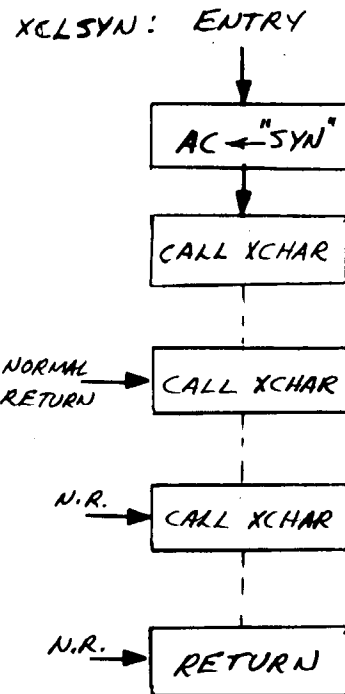 XCLSYN: ENTRY
AC ← "SYN"
CALL XCHAR
NORMAL
RETURN
CALL XCHAR
N.R.
CALL XCHAR
N.R.
RETURN